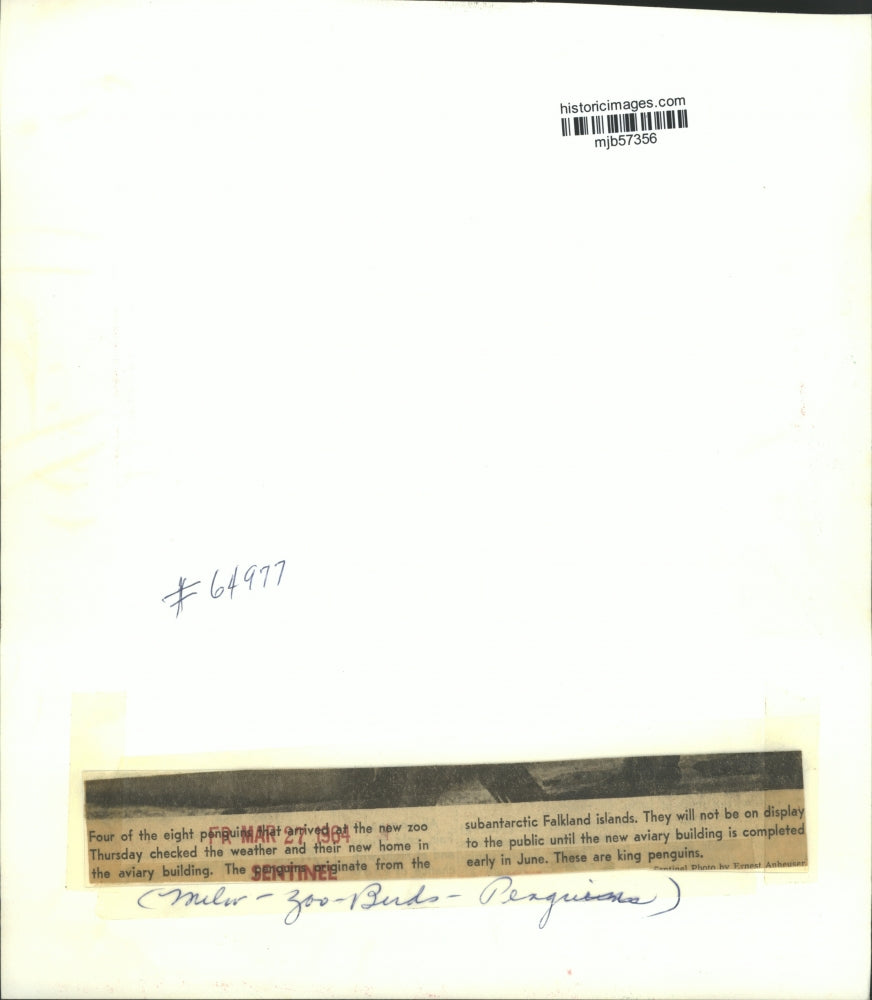 historicimages.com
mjb57356
# 64977
Four of the eight penguins that arrived at the new zoo
Thursday checked the weather and their new home in
the aviary building. The penguins originate from the
subantarctic Falkland islands. They will not be on display
to the public until the new aviary building is completed
early in June. These are king penguins.
Sentinel Photo by Ernest Anheuser
FR MAR 27 1964
SENTINEL
(Milw - Zoo - Birds - Penguins)